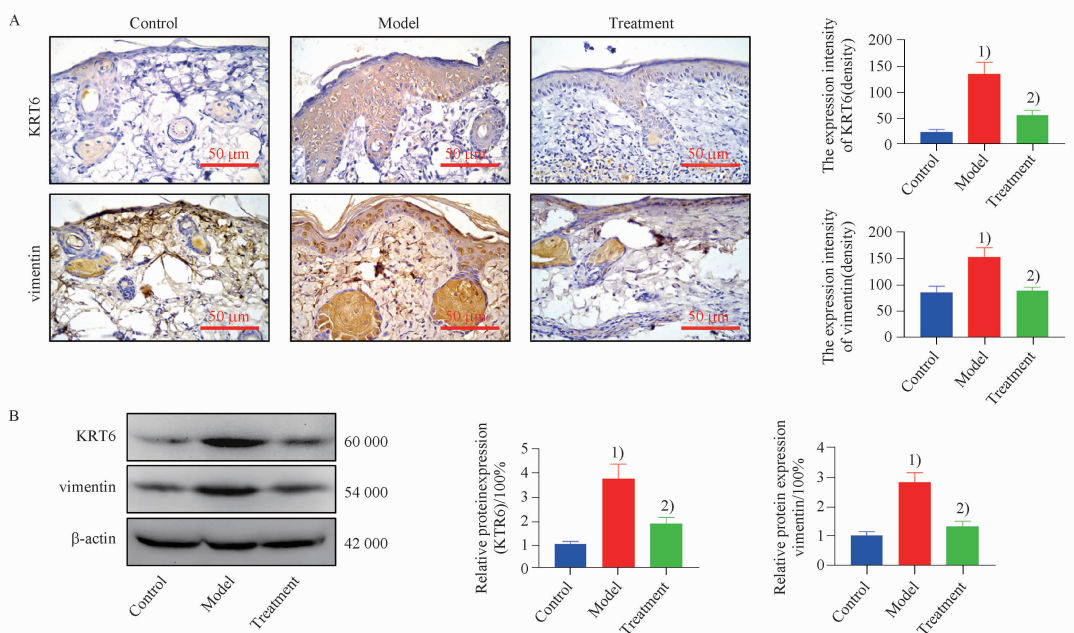 A
Control
Model
Treatment
KRT6
50 μm
50 μm
50 μm
vimentin
50 μm
50 μm
50 μm
The expression intensity
of KRT6(density)
200
150
100
50
0
1)
2)
Control
Model
Treatment
The expression intensity
of vimentin(density)
200
150
100
50
0
1)
2)
Control
Model
Treatment
B
KRT6
60 000
vimentin
54 000
β-actin
42 000
Control
Model
Treatment
Relative proteinexpression
(KTR6)/100%
5
4
3
2
1
0
1)
2)
Control
Model
Treatment
Relative protein expression
vimentin/100%
4
3
2
1
0
1)
2)
Control
Model
Treatment